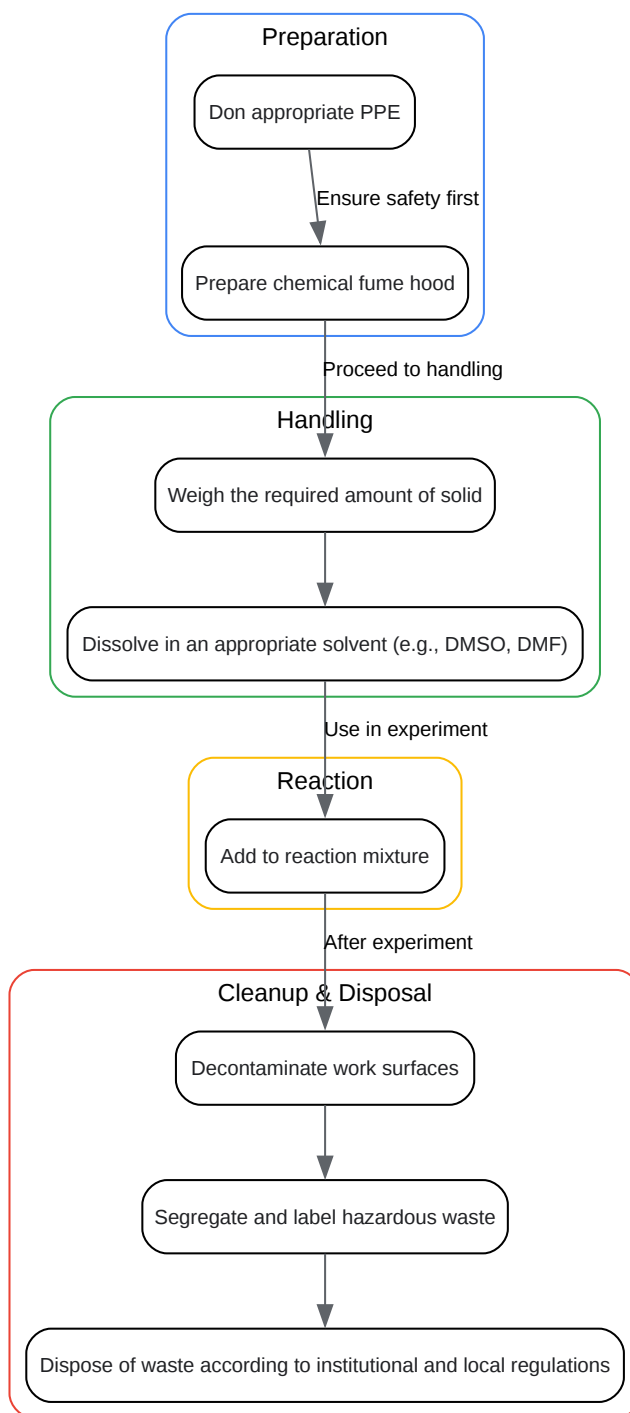 Preparation
Don appropriate PPE
Ensure safety first
Prepare chemical fume hood
Proceed to handling
Handling
Weigh the required amount of solid
Dissolve in an appropriate solvent (e.g., DMSO, DMF)
Use in experiment
Reaction
Add to reaction mixture
After experiment
Cleanup & Disposal
Decontaminate work surfaces
Segregate and label hazardous waste
Dispose of waste according to institutional and local regulations